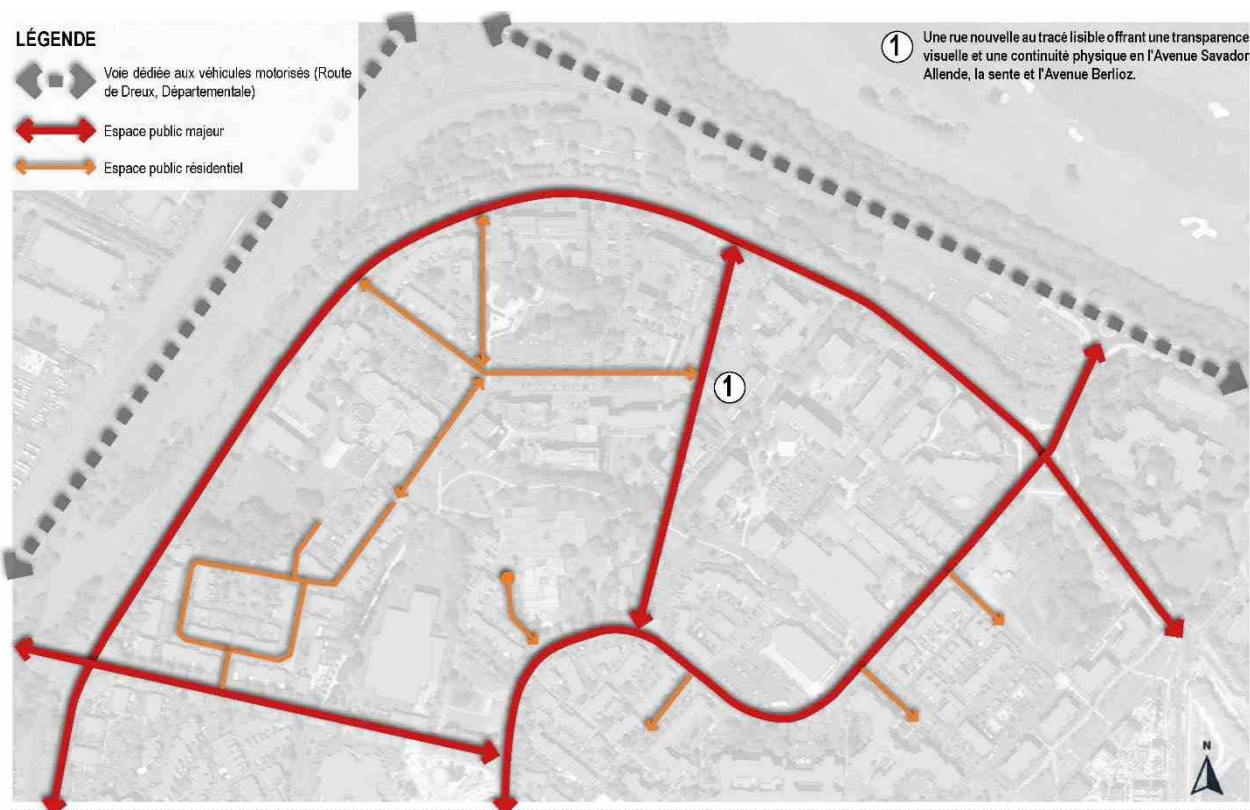 LÉGENDE
Voie dédiée aux véhicules motorisés (Route
de Dreux, Départementale)
Espace public majeur
Espace public résidentiel
1
Une rue nouvelle au tracé lisible offrant une transparence
visuelle et une continuité physique en l'Avenue Savador
Allende, la sente et l'Avenue Berlioz.
1
N